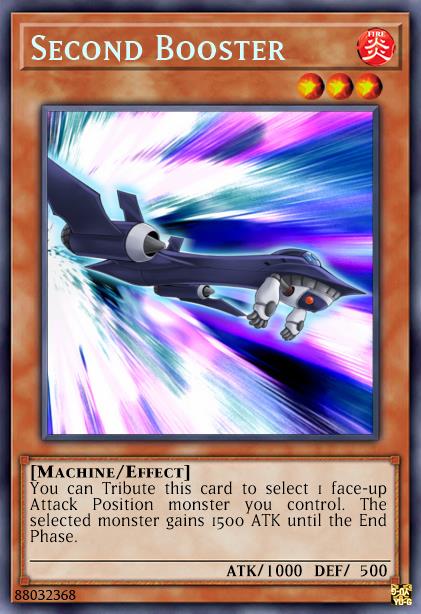 SECOND BOOSTER
FIRE
炎
[MACHINE/EFFECT]
You can Tribute this card to select 1 face-up
Attack Position monster you control. The
selected monster gains 1500 ATK until the End
Phase.
ATK/1000 DEF/ 500
88032368